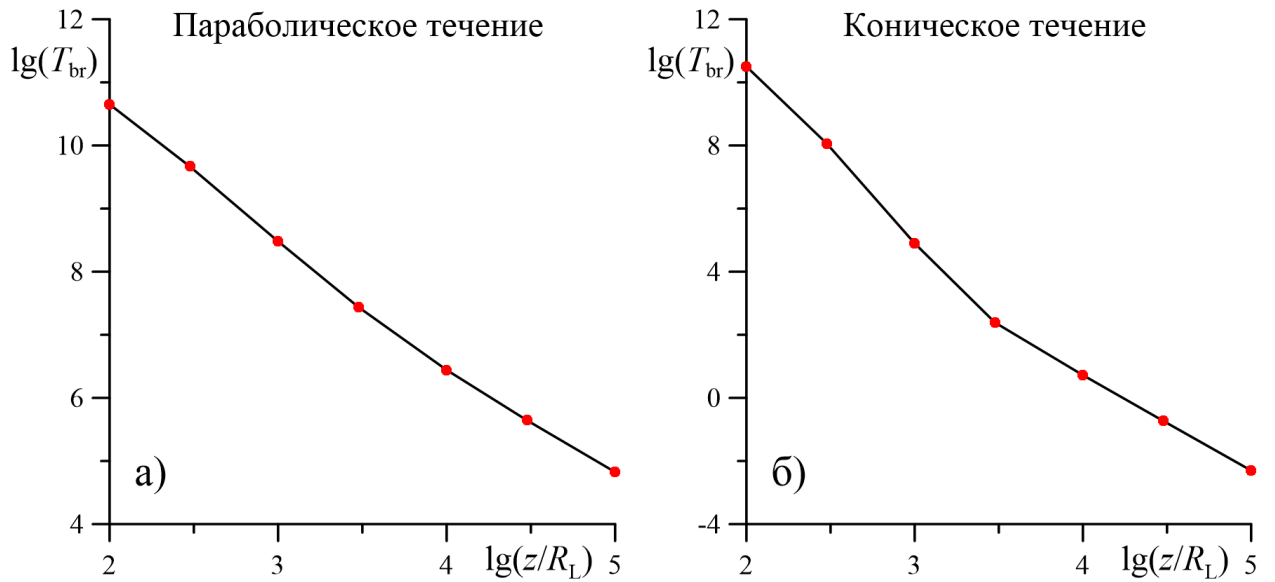 Параболическое течение
lg(T_br)
12
10
8
6
4
2
3
4
5
lg(z/R_L)
а)
Коническое течение
lg(T_br)
12
8
4
0
-4
2
3
4
5
lg(z/R_L)
б)